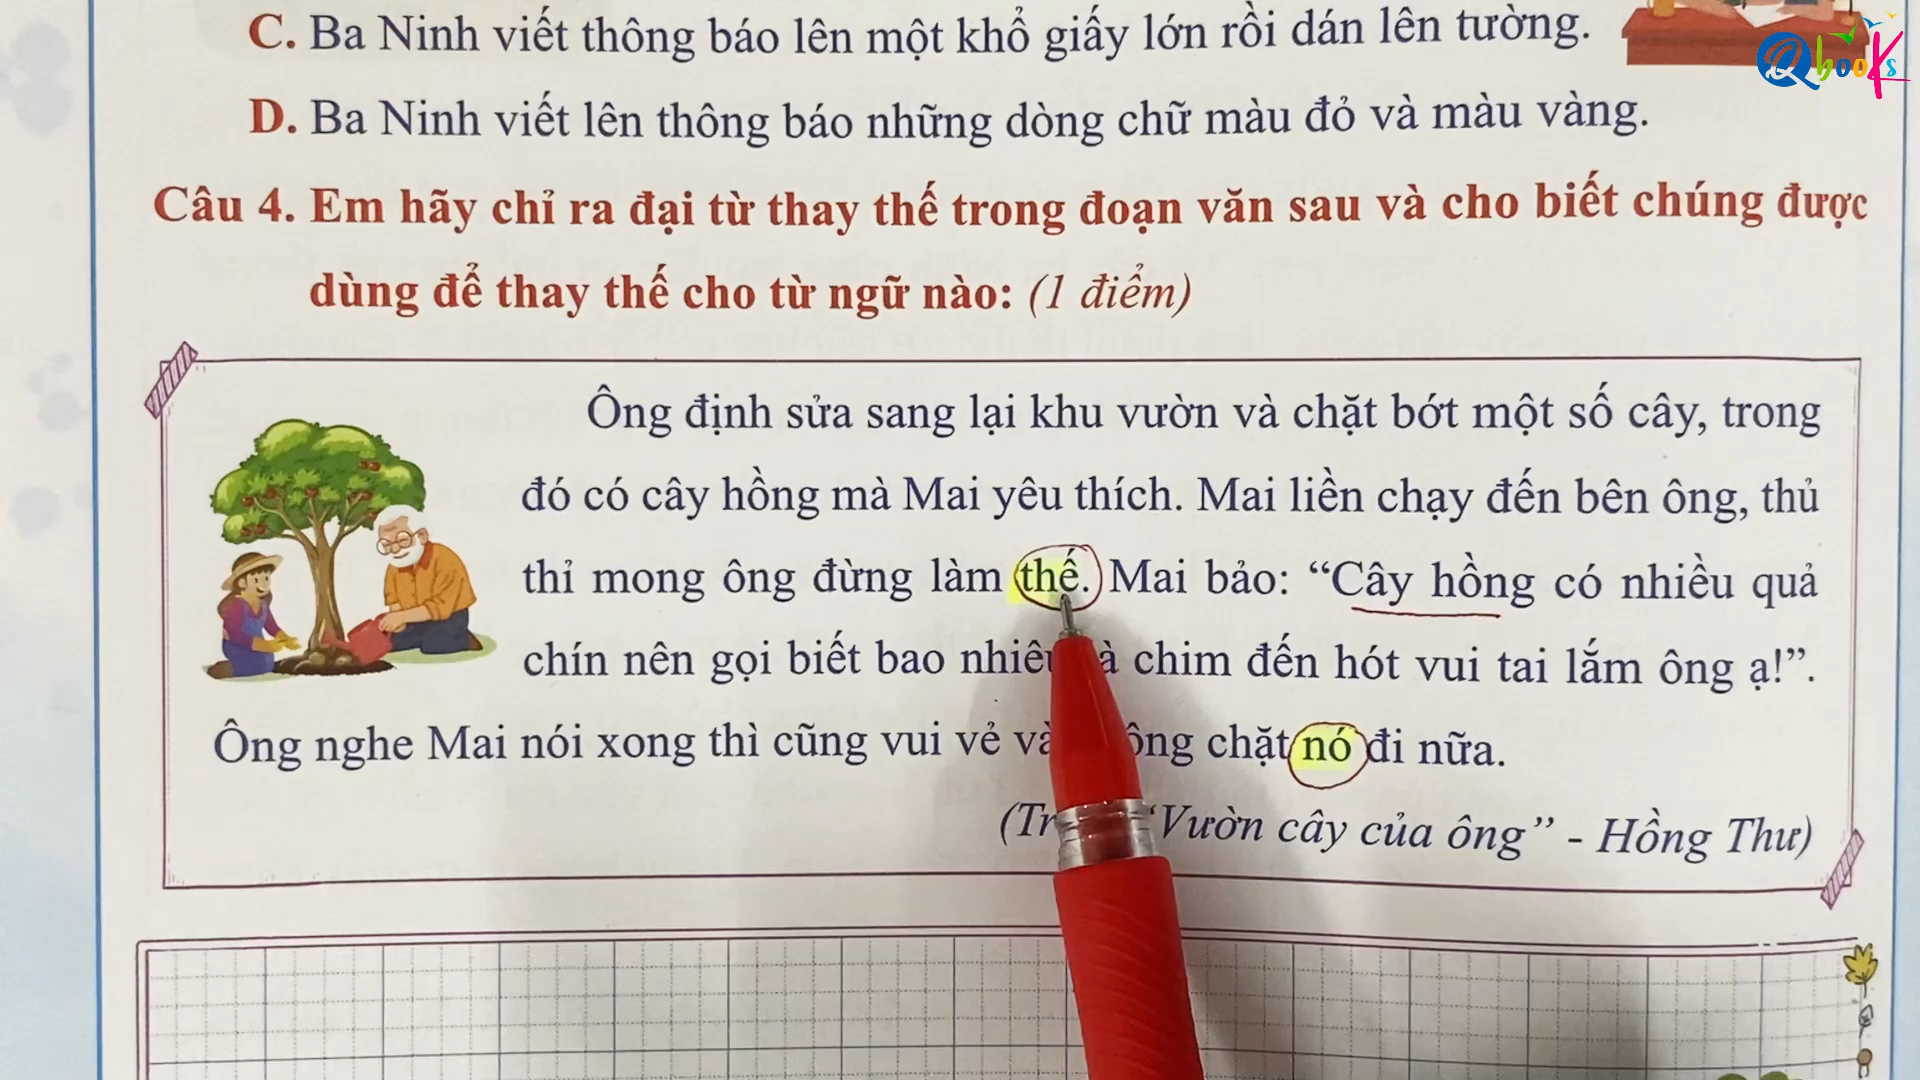 C. Ba Ninh viết thông báo lên một khổ giấy lớn rồi dán lên tường.
Qbooks
D. Ba Ninh viết lên thông báo những dòng chữ màu đỏ và màu vàng.
Câu 4. Em hãy chỉ ra đại từ thay thế trong đoạn văn sau và cho biết chúng được
dùng để thay thế cho từ ngữ nào: (1 điểm)
Ông định sửa sang lại khu vườn và chặt bớt một số cây, trong
đó có cây hồng mà Mai yêu thích. Mai liền chạy đến bên ông, thủ
thỉ mong ông đừng làm thế. Mai bảo: “Cây hồng có nhiều quả
chín nên gọi biết bao chim đến hót vui tai lắm ông ạ!”.
Ông nghe Mai nói xong thì cũng vui vẻ chặt nó đi nữa.
“Vườn cây của ông” - Hồng Thư)